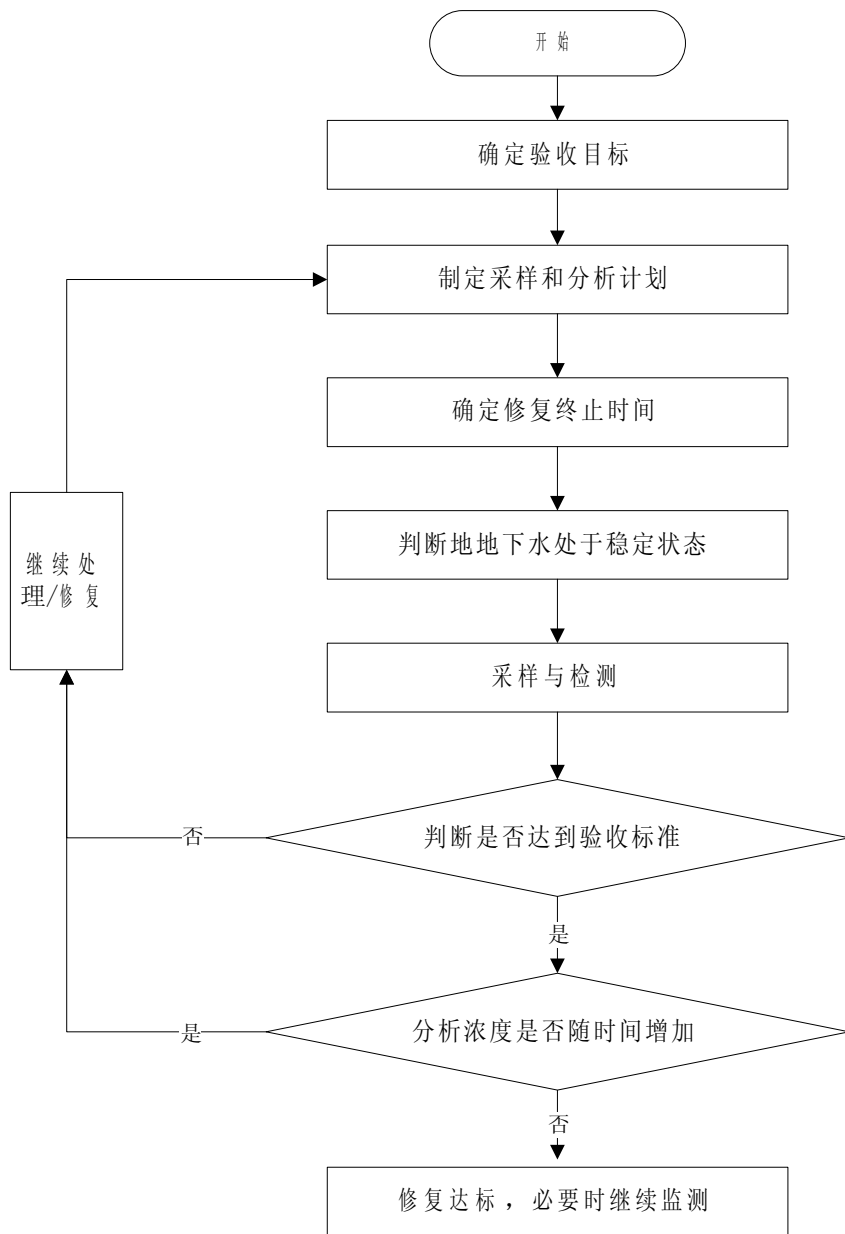 开始
确定验收目标
制定采样和分析计划
确定修复终止时间
判断地地下水处于稳定状态
继续处
理/修复
采样与检测
否
判断是否达到验收标准
是
是
分析浓度是否随时间增加
否
修复达标，必要时继续监测